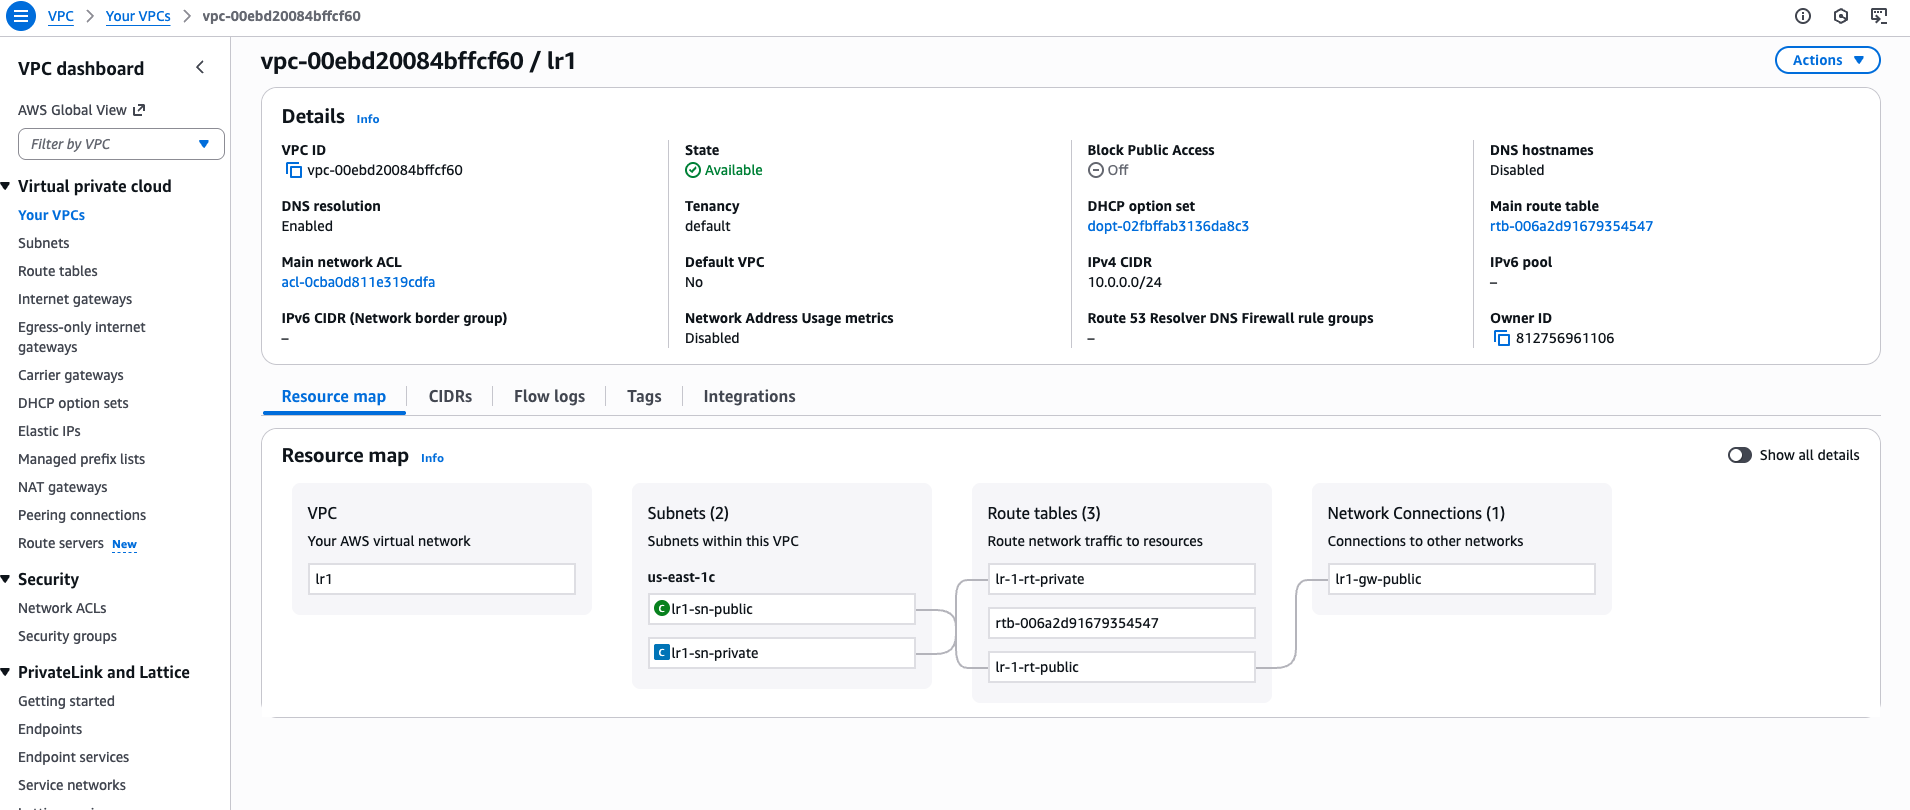 VPC > Your VPCs > vpc-00ebd20084bffcf60
VPC dashboard
AWS Global View
Filter by VPC
Virtual private cloud
Your VPCs
Subnets
Route tables
Internet gateways
Egress-only internet
gateways
Carrier gateways
DHCP option sets
Elastic IPs
Managed prefix lists
NAT gateways
Peering connections
Route servers New
Security
Network ACLs
Security groups
PrivateLink and Lattice
Getting started
Endpoints
Endpoint services
Service networks
vpc-00ebd20084bffcf60 / lr1
Actions
Details Info
VPC ID
vpc-00ebd20084bffcf60
State
Available
Block Public Access
Off
DNS hostnames
Disabled
DNS resolution
Enabled
Tenancy
default
DHCP option set
dopt-02fbffab3136da8c3
Main route table
rtb-006a2d91679354547
Main network ACL
acl-0cba0d811e319cdfa
Default VPC
No
IPv4 CIDR
10.0.0.0/24
IPv6 pool
–
IPv6 CIDR (Network border group)
–
Network Address Usage metrics
Disabled
Route 53 Resolver DNS Firewall rule groups
–
Owner ID
812756961106
Resource map
CIDRs
Flow logs
Tags
Integrations
Resource map Info
Show all details
VPC
Your AWS virtual network
lr1
Subnets (2)
Subnets within this VPC
us-east-1c
C lr1-sn-public
C lr1-sn-private
Route tables (3)
Route network traffic to resources
lr-1-rt-private
rtb-006a2d91679354547
lr-1-rt-public
Network Connections (1)
Connections to other networks
lr1-gw-public